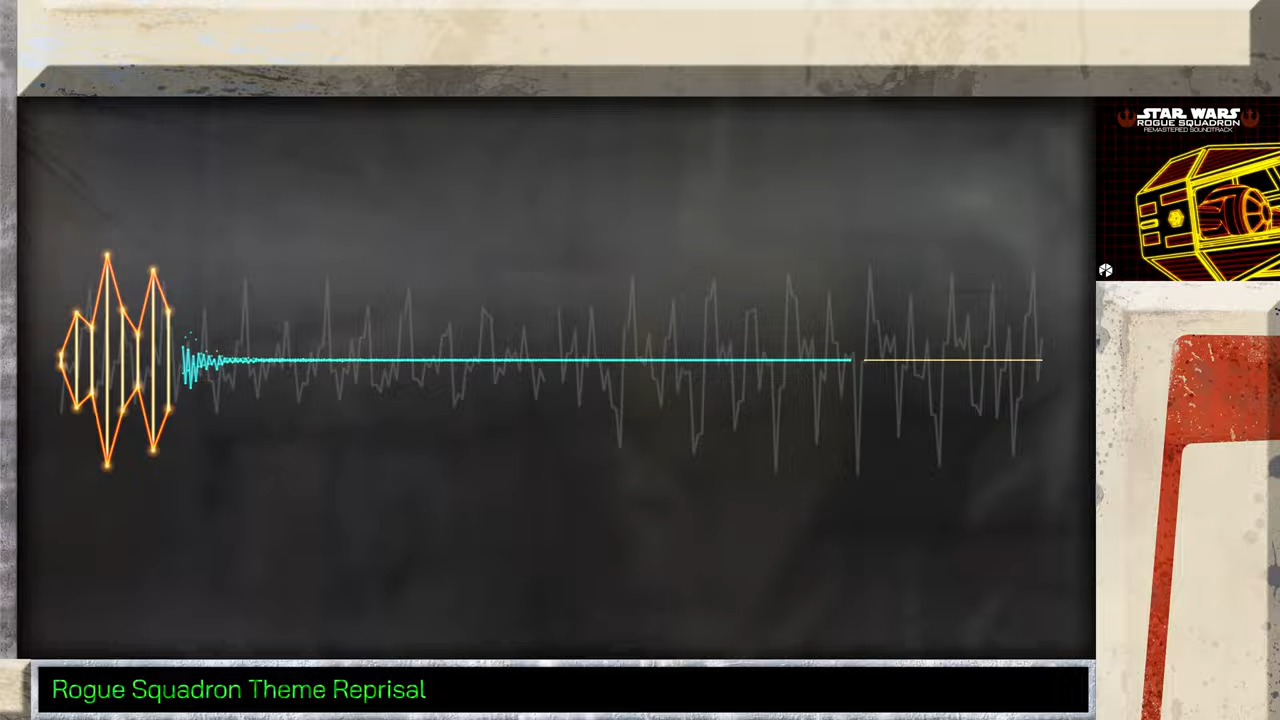 STAR WARS
ROGUE SQUADRON
REMASTERED SOUNDTRACK
Rogue Squadron Theme Reprisal